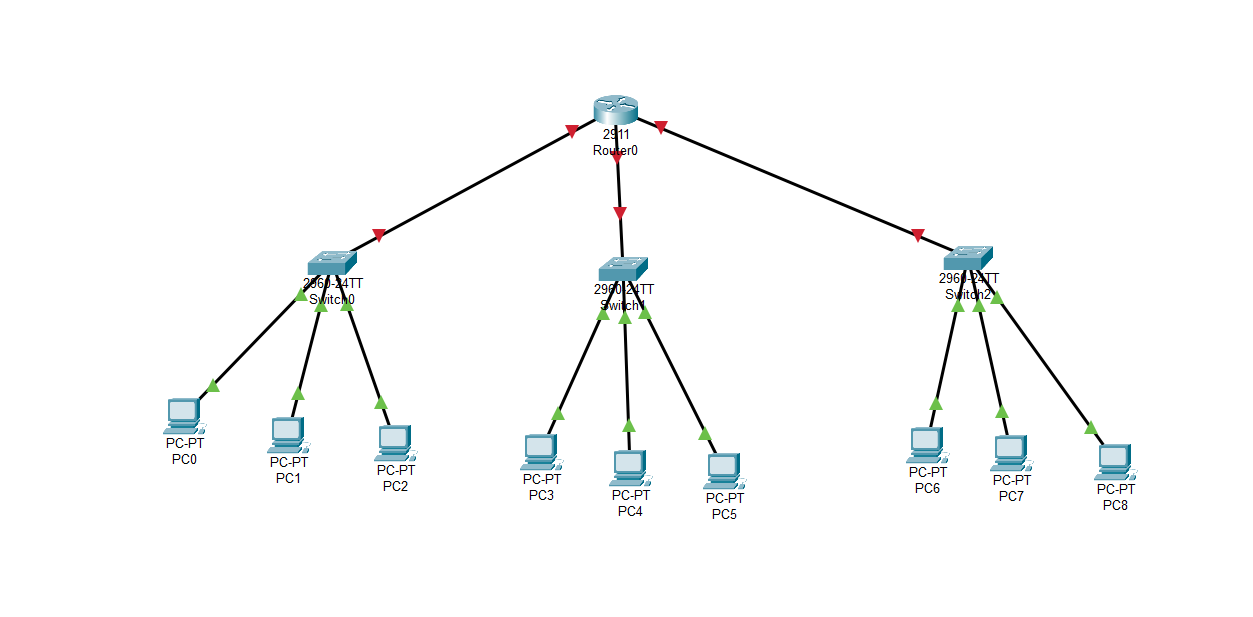 2911
Router0
2960-24TT
Switch0
2960-24TT
Switch1
2960-24TT
Switch2
PC-PT
PC0
PC-PT
PC1
PC-PT
PC2
PC-PT
PC3
PC-PT
PC4
PC-PT
PC5
PC-PT
PC6
PC-PT
PC7
PC-PT
PC8